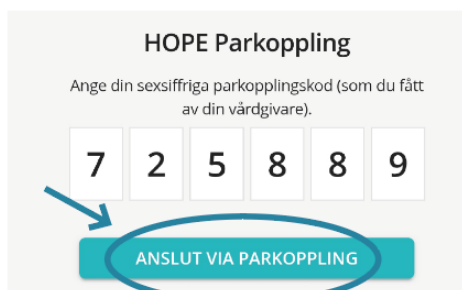 HOPE Parkoppling
Ange din sexsiffriga parkopplingskod (som du fått
av din vårdgivare).
7 2 5 8 8 9
ANSLUT VIA PARKOPPLING